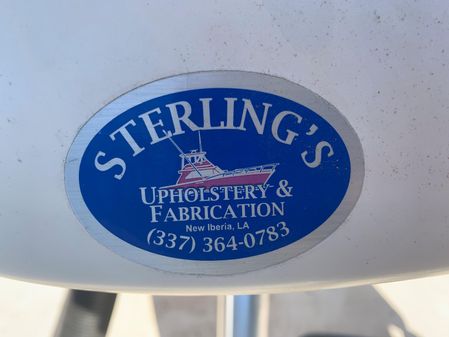 STERLING'S
UPHOLSTERY &
FABRICATION
New Iberia, LA
(337) 364-0783